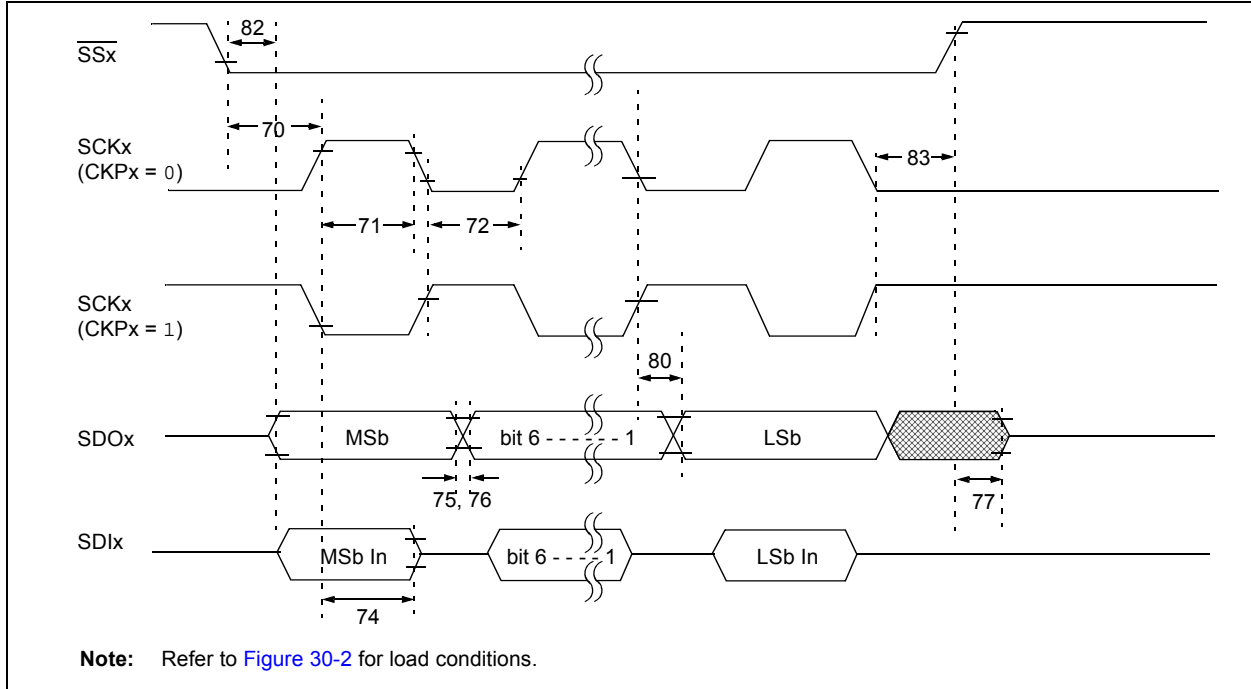 82
SSx
70
SCKx
(CKPx = 0)
83
71
72
SCKx
(CKPx = 1)
80
SDOx
MSb
bit 6 - - - - - - 1
LSb
75, 76
77
SDIx
MSb In
bit 6 - - - - 1
LSb In
74
Note: Refer to Figure 30-2 for load conditions.